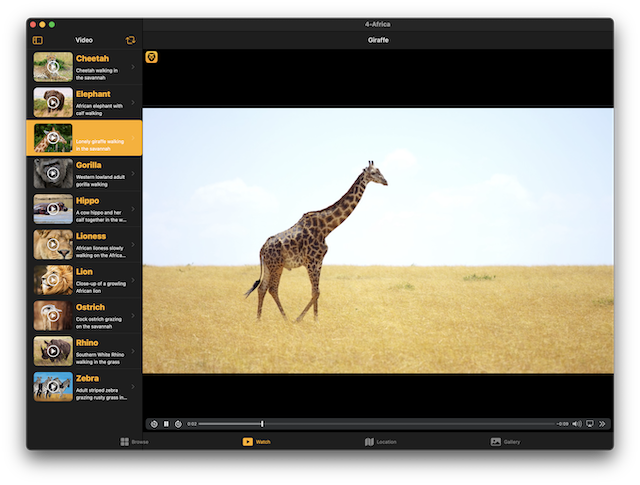 4-Africa
Video
Giraffe
Cheetah
Cheetah walking in
the savannah
Elephant
African elephant with
calf walking
Lonely giraffe walking
in the savannah
Gorilla
Western lowland adult
gorilla walking
Hippo
A cow hippo and her
calf together in the w...
Lioness
African lioness slowly
walking on the Africa...
Lion
Close-up of a growling
African lion
Ostrich
Cock ostrich grazing
on the savannah
Rhino
Southern White Rhino
walking in the grass
Zebra
Adult striped zebra
grazing rusty grass in...
0:02
Browse
Watch
Location
Gallery